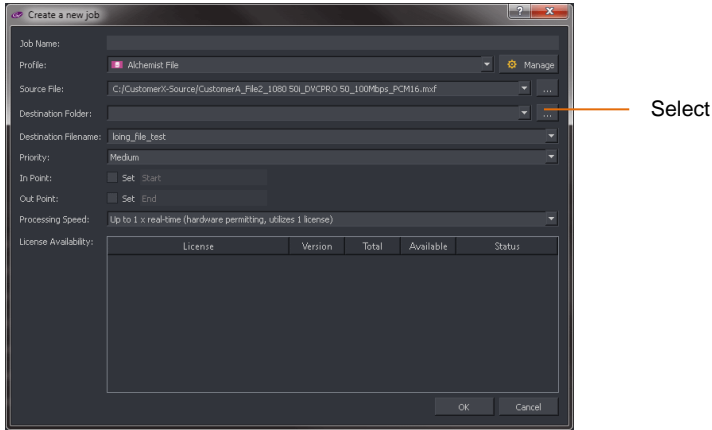 Create a new job
Job Name:
Profile: Alchemist File Manage
Source File: C:/CustomerX-Source/CustomerA_File2_1080 50i_DVCPRO 50_100Mbps_PCM16.mxf ...
Destination Folder: ... Select
Destination Filename: loing_file_test
Priority: Medium
In Point: Set Start
Out Point: Set End
Processing Speed: Up to 1 x real-time (hardware permitting, utilizes 1 license)
License Availability: License Version Total Available Status
OK Cancel